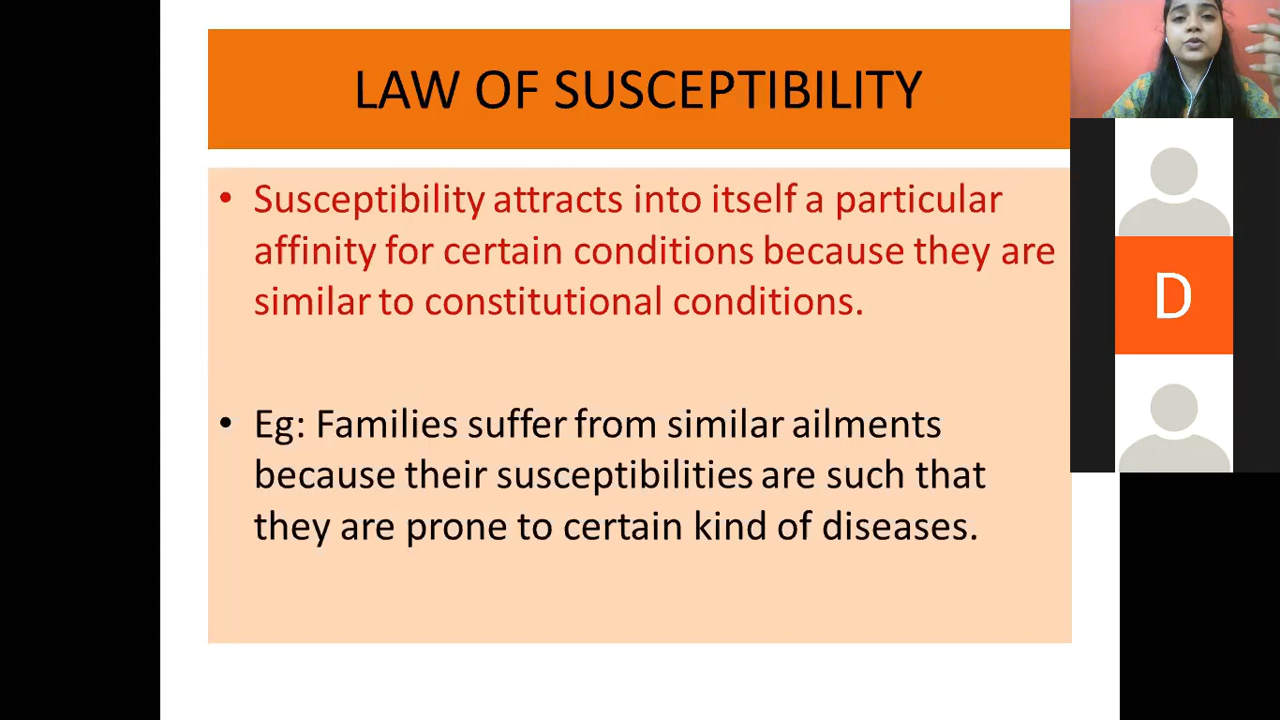 LAW OF SUSCEPTIBILITY
• Susceptibility attracts into itself a particular
affinity for certain conditions because they are
similar to constitutional conditions.
• Eg: Families suffer from similar ailments
because their susceptibilities are such that
they are prone to certain kind of diseases.
D